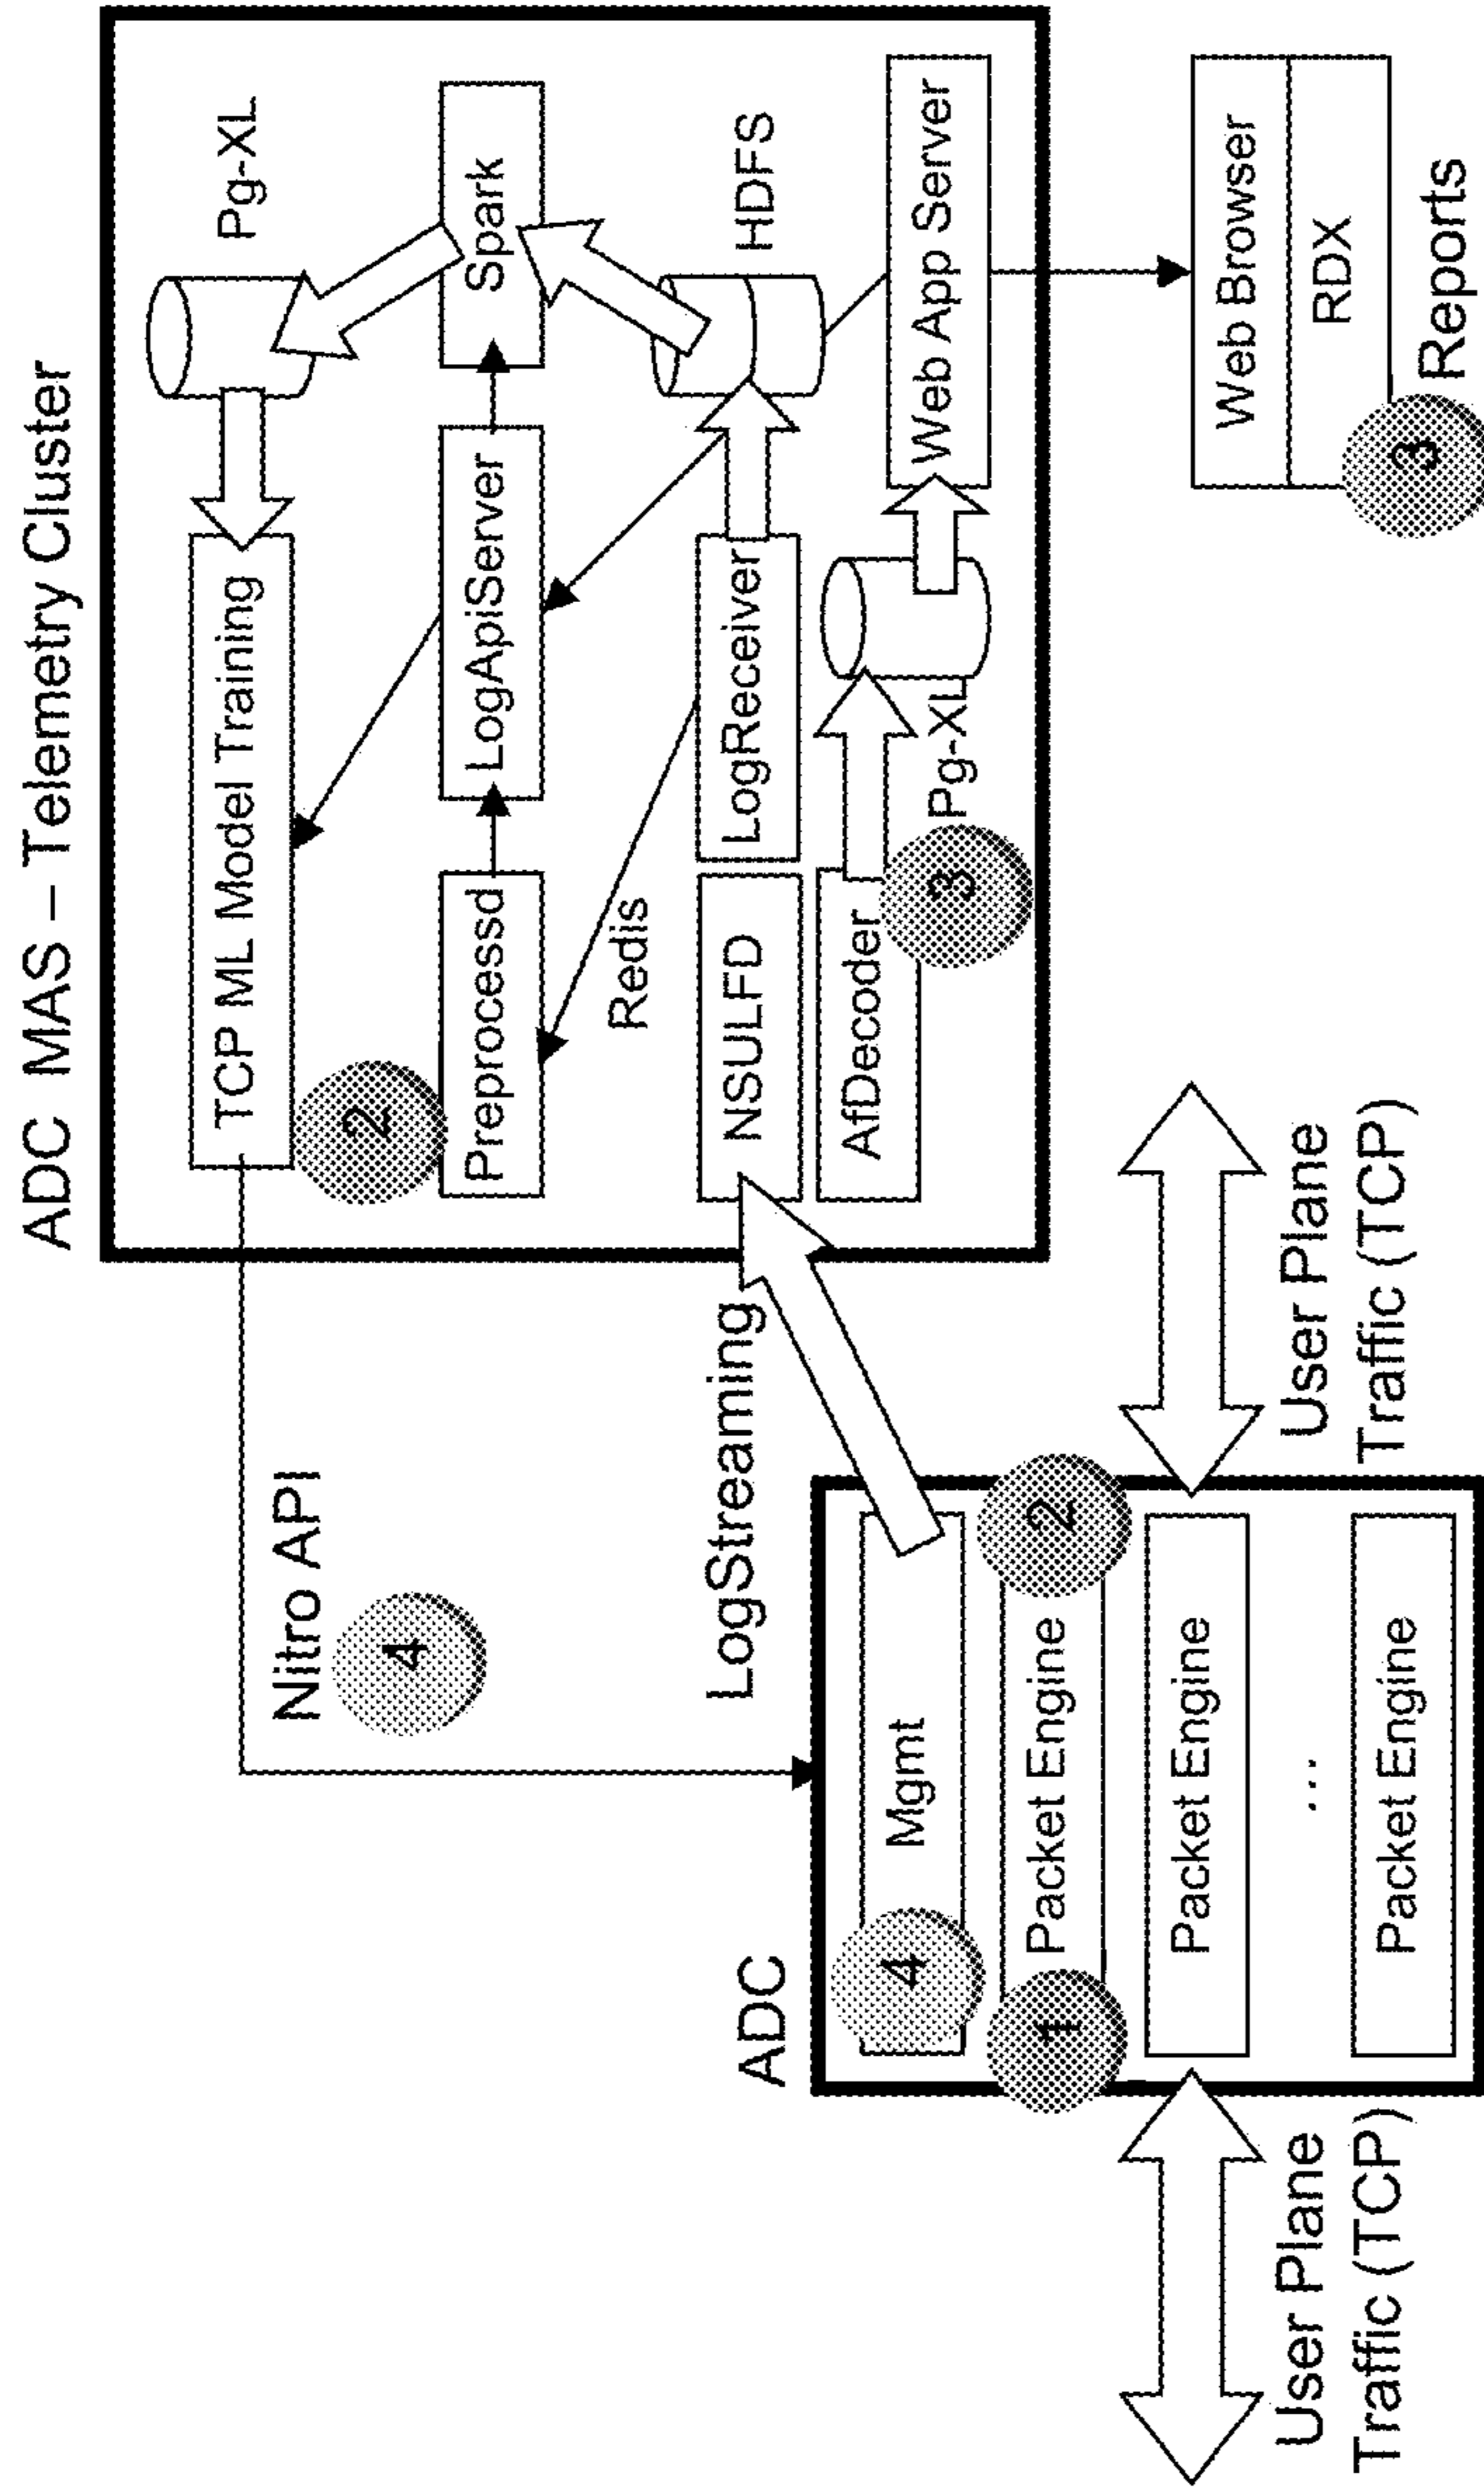 ADC MAS – Telemetry Cluster
TCP ML Model Training
Pg-XL
2
Preprocessd
LogApiServer
Spark
Redis
NSULFD
LogReceiver
HDFS
AfDecoder
3
Pg-XL
Web App Server
Web Browser
RDX
3
Reports
Nitro API
4
LogStreaming
ADC
Mgmt
4
1
Packet Engine
2
Packet Engine
...
Packet Engine
User Plane
Traffic (TCP)
User Plane
Traffic (TCP)